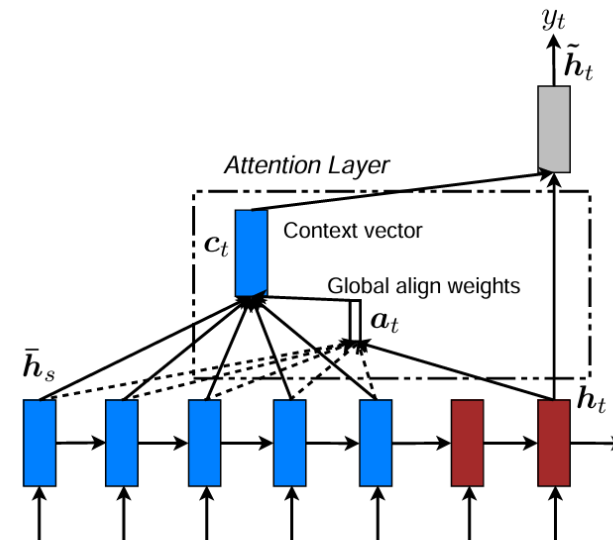 y_t
h̃_t
Attention Layer
c_t
Context vector
Global align weights
a_t
h̄_s
h_t